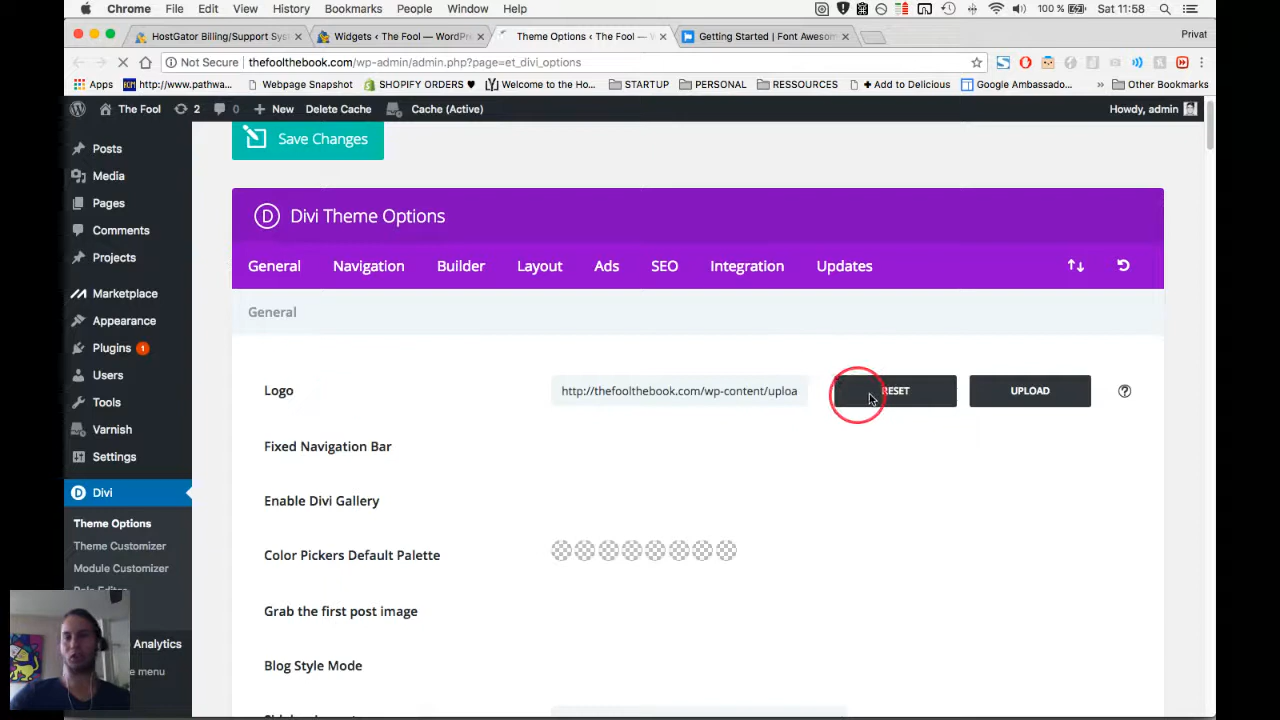 Chrome File Edit View History Bookmarks People Window Help 100 % Sat 11:58
HostGator Billing/Support Sys × Widgets < The Fool — WordPre × Theme Options < The Fool — W × Getting Started | Font Awesom × Privat
Not Secure | thefoolthebook.com/wp-admin/admin.php?page=et_divi_options
Apps http://www.pathwa... Webpage Snapshot SHOPIFY ORDERS ♥ Welcome to the Ho... STARTUP PERSONAL RESSOURCES + Add to Delicious Google Ambassado... » Other Bookmarks
The Fool 2 0 + New Delete Cache Cache (Active) Howdy, admin
Posts
Media
Pages
Comments
Projects
Marketplace
Appearance
Plugins 1
Users
Tools
Varnish
Settings
Divi
Theme Options
Theme Customizer
Module Customizer
Analytics
e menu
Save Changes
D Divi Theme Options
General Navigation Builder Layout Ads SEO Integration Updates
General
Logo http://thefoolthebook.com/wp-content/uploa RESET UPLOAD ?
Fixed Navigation Bar
Enable Divi Gallery
Color Pickers Default Palette
Grab the first post image
Blog Style Mode